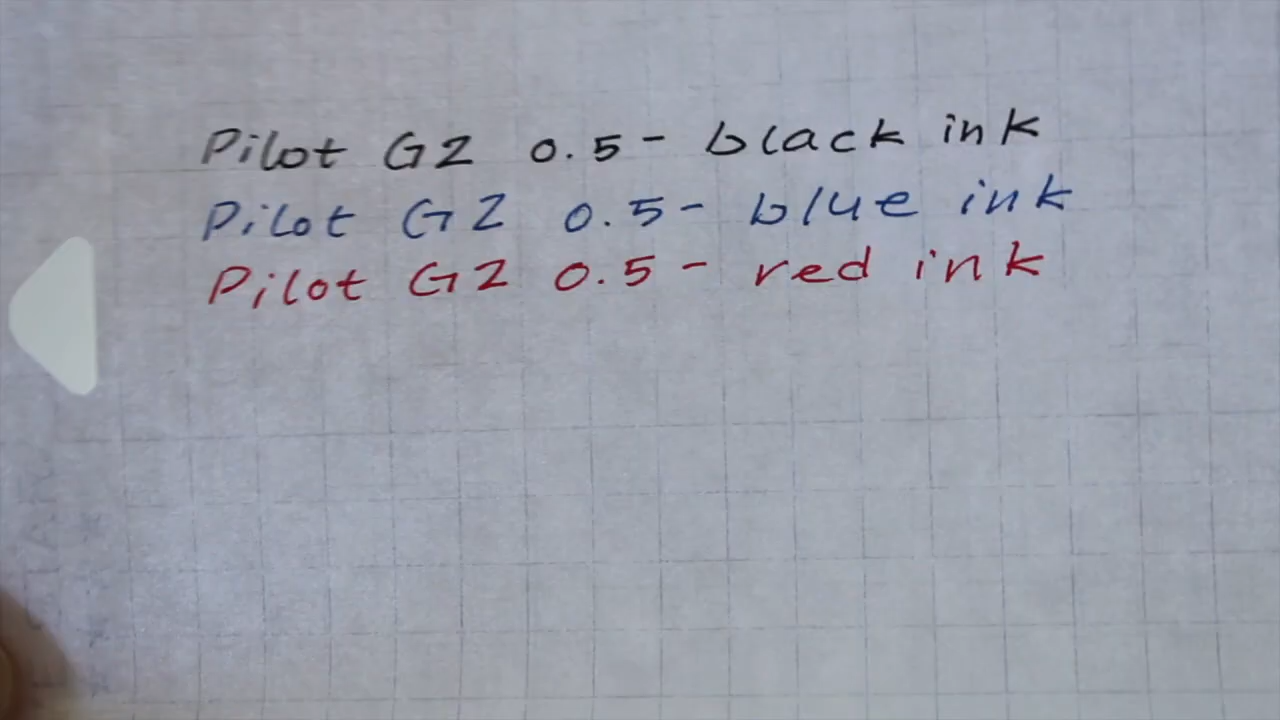 Pilot G2 0.5 - black ink
Pilot G2 0.5 - blue ink
Pilot G2 0.5 - red ink